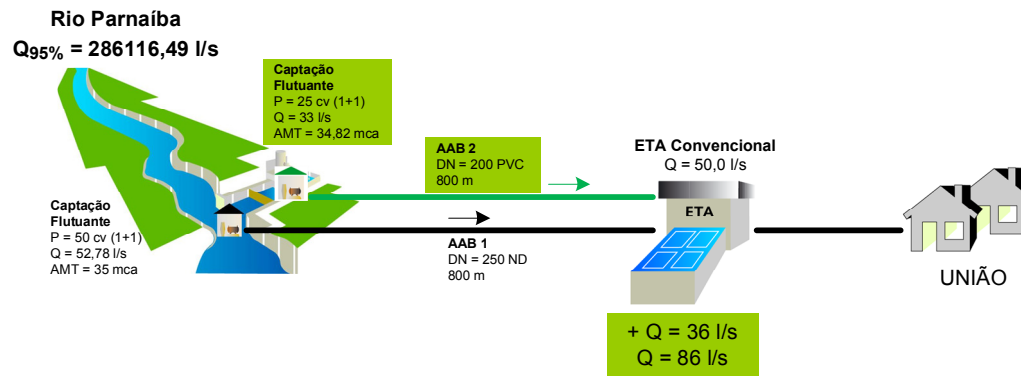 Rio Parnaíba
Q95% = 286116,49 l/s
Captação
Flutuante
P = 25 cv (1+1)
Q = 33 l/s
AMT = 34,82 mca
Captação
Flutuante
P = 50 cv (1+1)
Q = 52,78 l/s
AMT = 35 mca
AAB 2
DN = 200 PVC
800 m
AAB 1
DN = 250 ND
800 m
ETA Convencional
Q = 50,0 l/s
ETA
+ Q = 36 l/s
Q = 86 l/s
UNIÃO